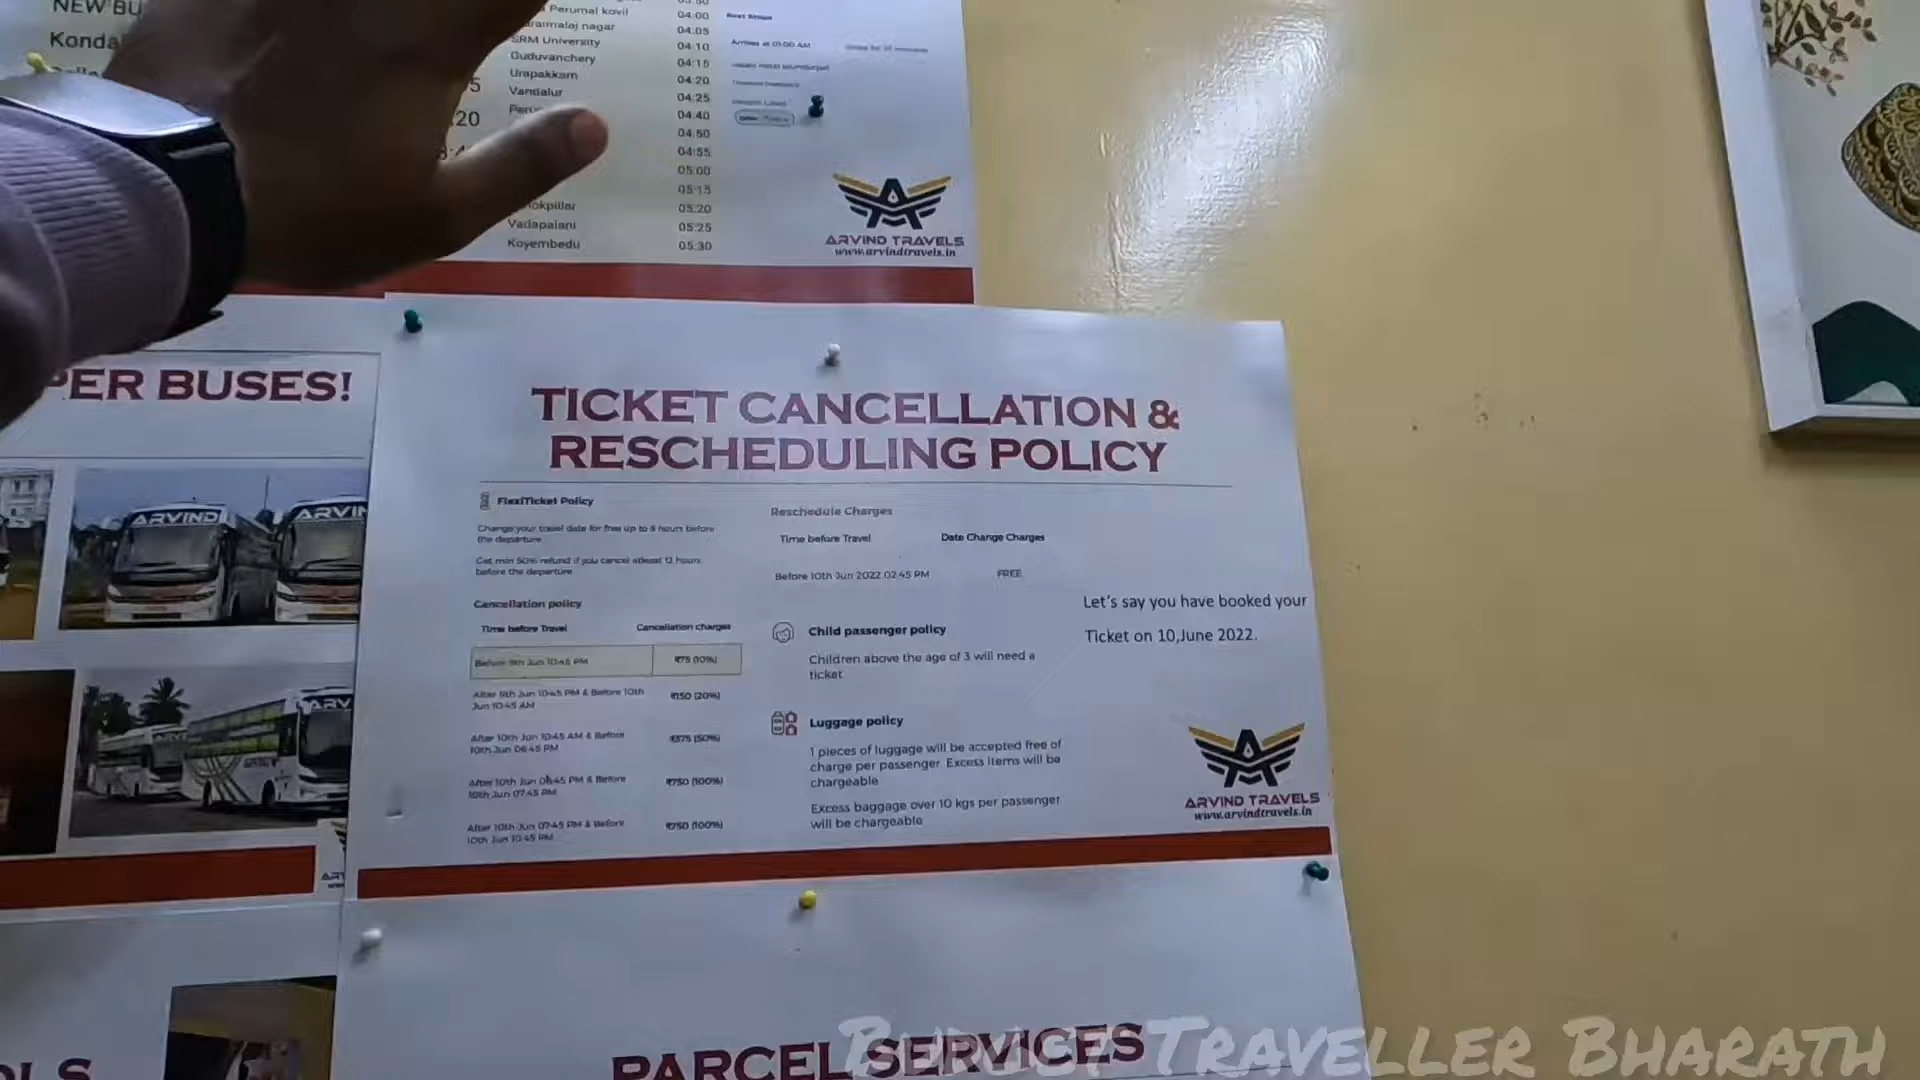 NEW BU
Konda
Perumal kovil 04:00
araimalai nagar 04:05
SRM University 04:10
Guduvanchery 04:15
Urapakkam 04:20
Vandalur 04:25
04:40
04:50
04:55
05:00
05:15
okpillar 05:20
Vadapalani 05:25
Koyembedu 05:30
.20
Arrives at 01:00 AM
ARVIND TRAVELS
www.arvindtravels.in
PER BUSES!
ARVIND
TICKET CANCELLATION &
RESCHEDULING POLICY
FlexiTicket Policy
Change your travel date for free up to 8 hours before
the departure
Get min 50% refund if you cancel atleast 12 hours
before the departure
Cancellation policy
Time before Travel Cancellation charges
Before 9th Jun 10:45 PM ₹75 (10%)
After 9th Jun 10:45 PM & Before 10th
Jun 10:45 AM ₹150 (20%)
After 10th Jun 10:45 AM & Before
10th Jun 06:45 PM ₹375 (50%)
After 10th Jun 06:45 PM & Before
10th Jun 07:45 PM ₹750 (100%)
After 10th Jun 07:45 PM & Before
10th Jun 10:45 PM ₹750 (100%)
Reschedule Charges
Time before Travel Date Change Charges
Before 10th Jun 2022 02:45 PM FREE
Child passenger policy
Children above the age of 3 will need a
ticket
Luggage policy
1 pieces of luggage will be accepted free of
charge per passenger. Excess items will be
chargeable
Excess baggage over 10 kgs per passenger
will be chargeable
Let's say you have booked your
Ticket on 10,June 2022.
ARVIND TRAVELS
www.arvindtravels.in
PARCEL SERVICES
TRAVELLER BHARATH